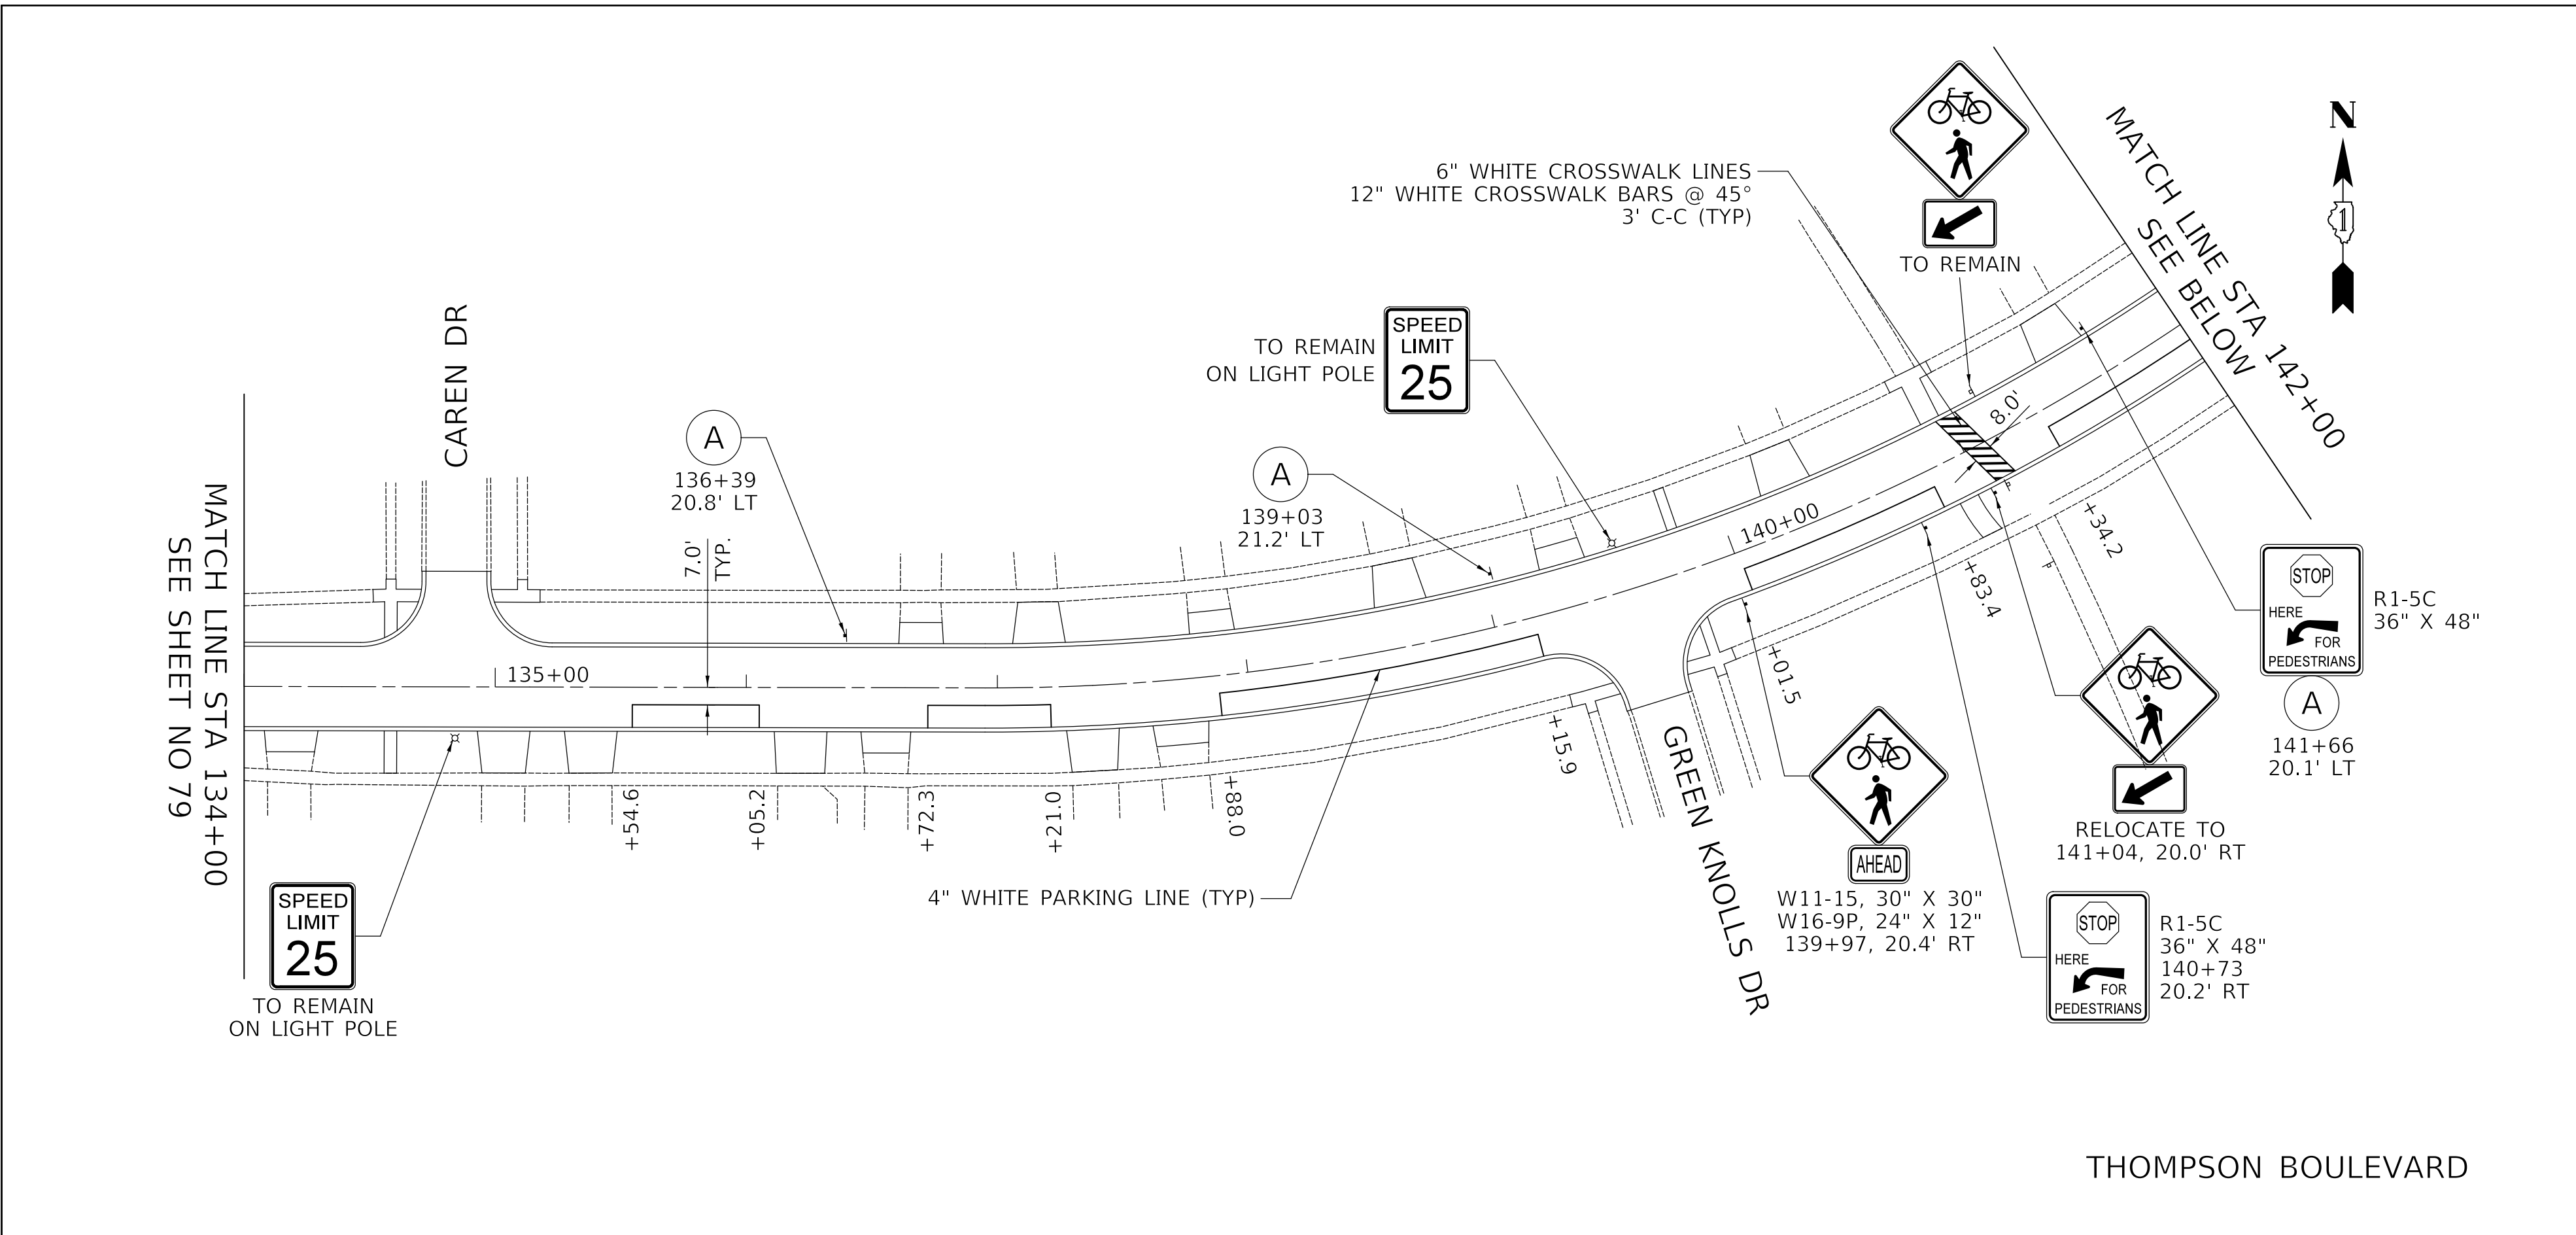 MATCH LINE STA 134+00
SEE SHEET NO 79
CAREN DR
A
136+39
20.8' LT
7.0'
TYP.
135+00
SPEED
LIMIT
25
TO REMAIN
ON LIGHT POLE
+54.6
+05.2
+72.3
+21.0
+88.0
+15.9
4" WHITE PARKING LINE (TYP)
A
139+03
21.2' LT
TO REMAIN
ON LIGHT POLE
SPEED
LIMIT
25
6" WHITE CROSSWALK LINES
12" WHITE CROSSWALK BARS @ 45°
3' C-C (TYP)
TO REMAIN
8.0'
140+00
GREEN KNOLLS DR
+01.5
+83.4
+34.2
MATCH LINE STA 142+00
SEE BELOW
N
1
STOP
HERE
FOR
PEDESTRIANS
R1-5C
36" X 48"
A
141+66
20.1' LT
RELOCATE TO
141+04, 20.0' RT
AHEAD
W11-15, 30" X 30"
W16-9P, 24" X 12"
139+97, 20.4' RT
STOP
HERE
FOR
PEDESTRIANS
R1-5C
36" X 48"
140+73
20.2' RT
THOMPSON BOULEVARD